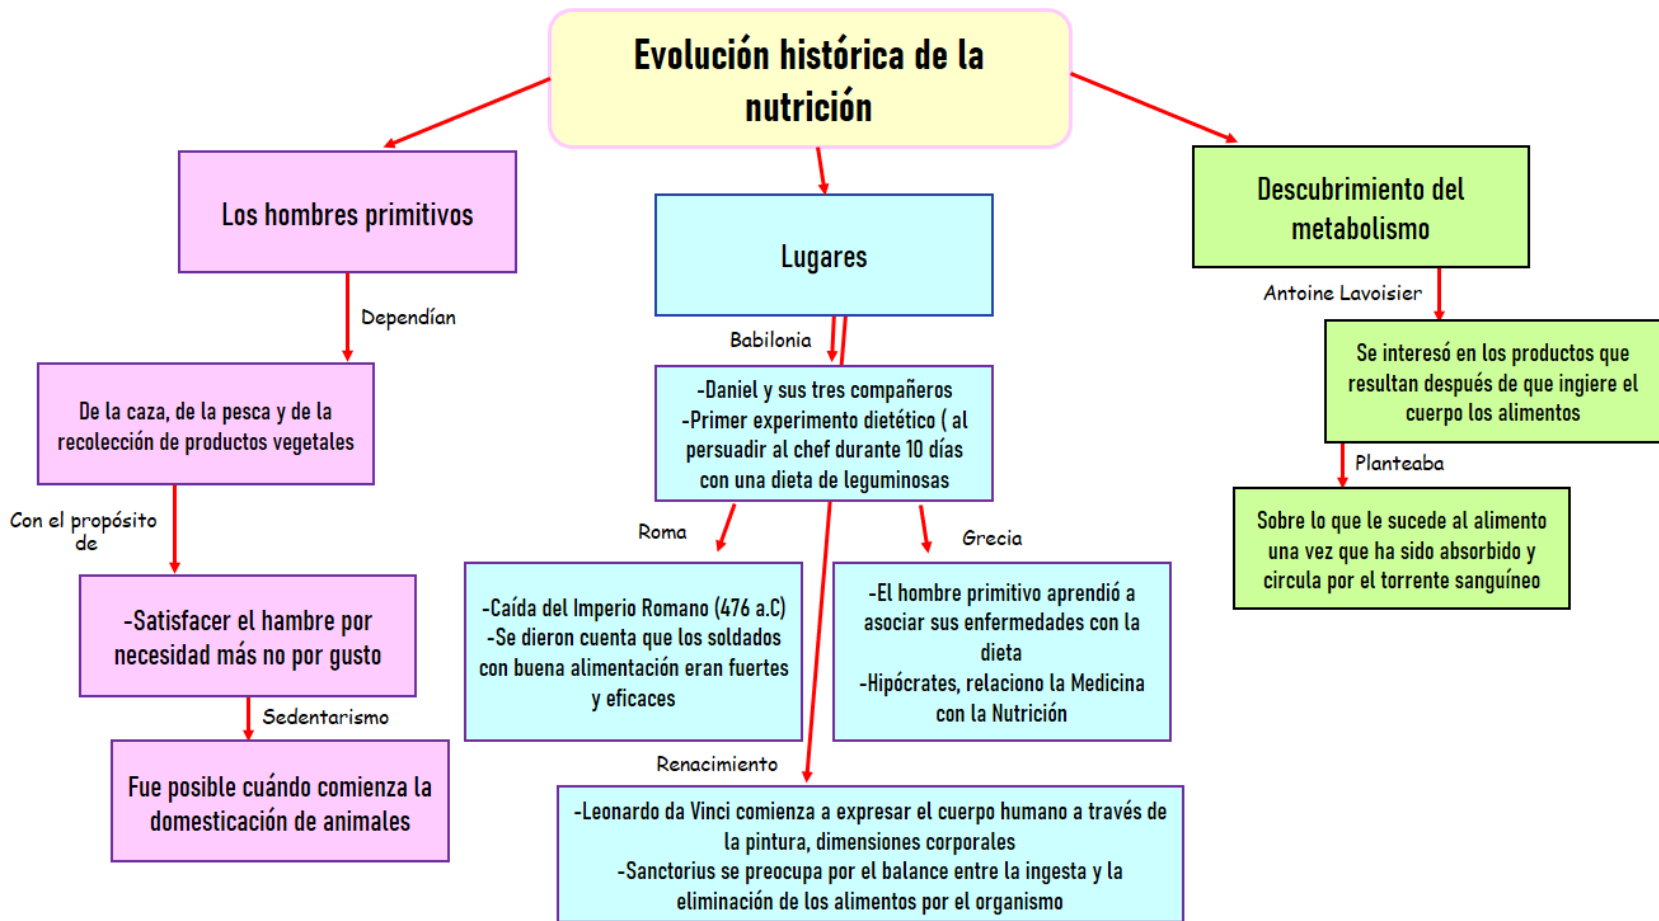 Evolución histórica de la
nutrición
Los hombres primitivos
Dependían
De la caza, de la pesca y de la
recolección de productos vegetales
Con el propósito
de
-Satisfacer el hambre por
necesidad más no por gusto
Sedentarismo
Fue posible cuándo comienza la
domesticación de animales
Lugares
Babilonia
-Daniel y sus tres compañeros
-Primer experimento dietético ( al
persuadir al chef durante 10 días
con una dieta de leguminosas
Roma
-Caída del Imperio Romano (476 a.C)
-Se dieron cuenta que los soldados
con buena alimentación eran fuertes
y eficaces
Grecia
-El hombre primitivo aprendió a
asociar sus enfermedades con la
dieta
-Hipócrates, relaciono la Medicina
con la Nutrición
Renacimiento
-Leonardo da Vinci comienza a expresar el cuerpo humano a través de
la pintura, dimensiones corporales
-Sanctorius se preocupa por el balance entre la ingesta y la
eliminación de los alimentos por el organismo
Descubrimiento del
metabolismo
Antoine Lavoisier
Se interesó en los productos que
resultan después de que ingiere el
cuerpo los alimentos
Planteaba
Sobre lo que le sucede al alimento
una vez que ha sido absorbido y
circula por el torrente sanguíneo